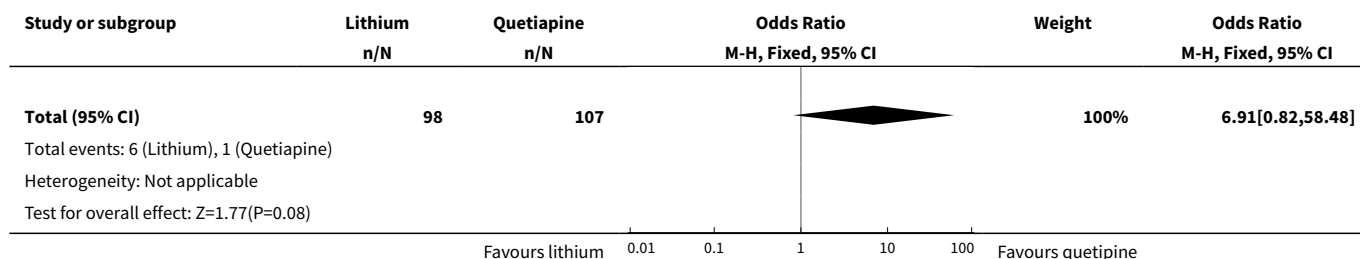 Study or subgroup Lithium Quetiapine Odds Ratio Weight Odds Ratio
n/N n/N M-H, Fixed, 95% CI M-H, Fixed, 95% CI
Total (95% CI) 98 107 100% 6.91[0.82,58.48]
Total events: 6 (Lithium), 1 (Quetiapine)
Heterogeneity: Not applicable
Test for overall effect: Z=1.77(P=0.08)
Favours lithium 0.01 0.1 1 10 100 Favours quetipine